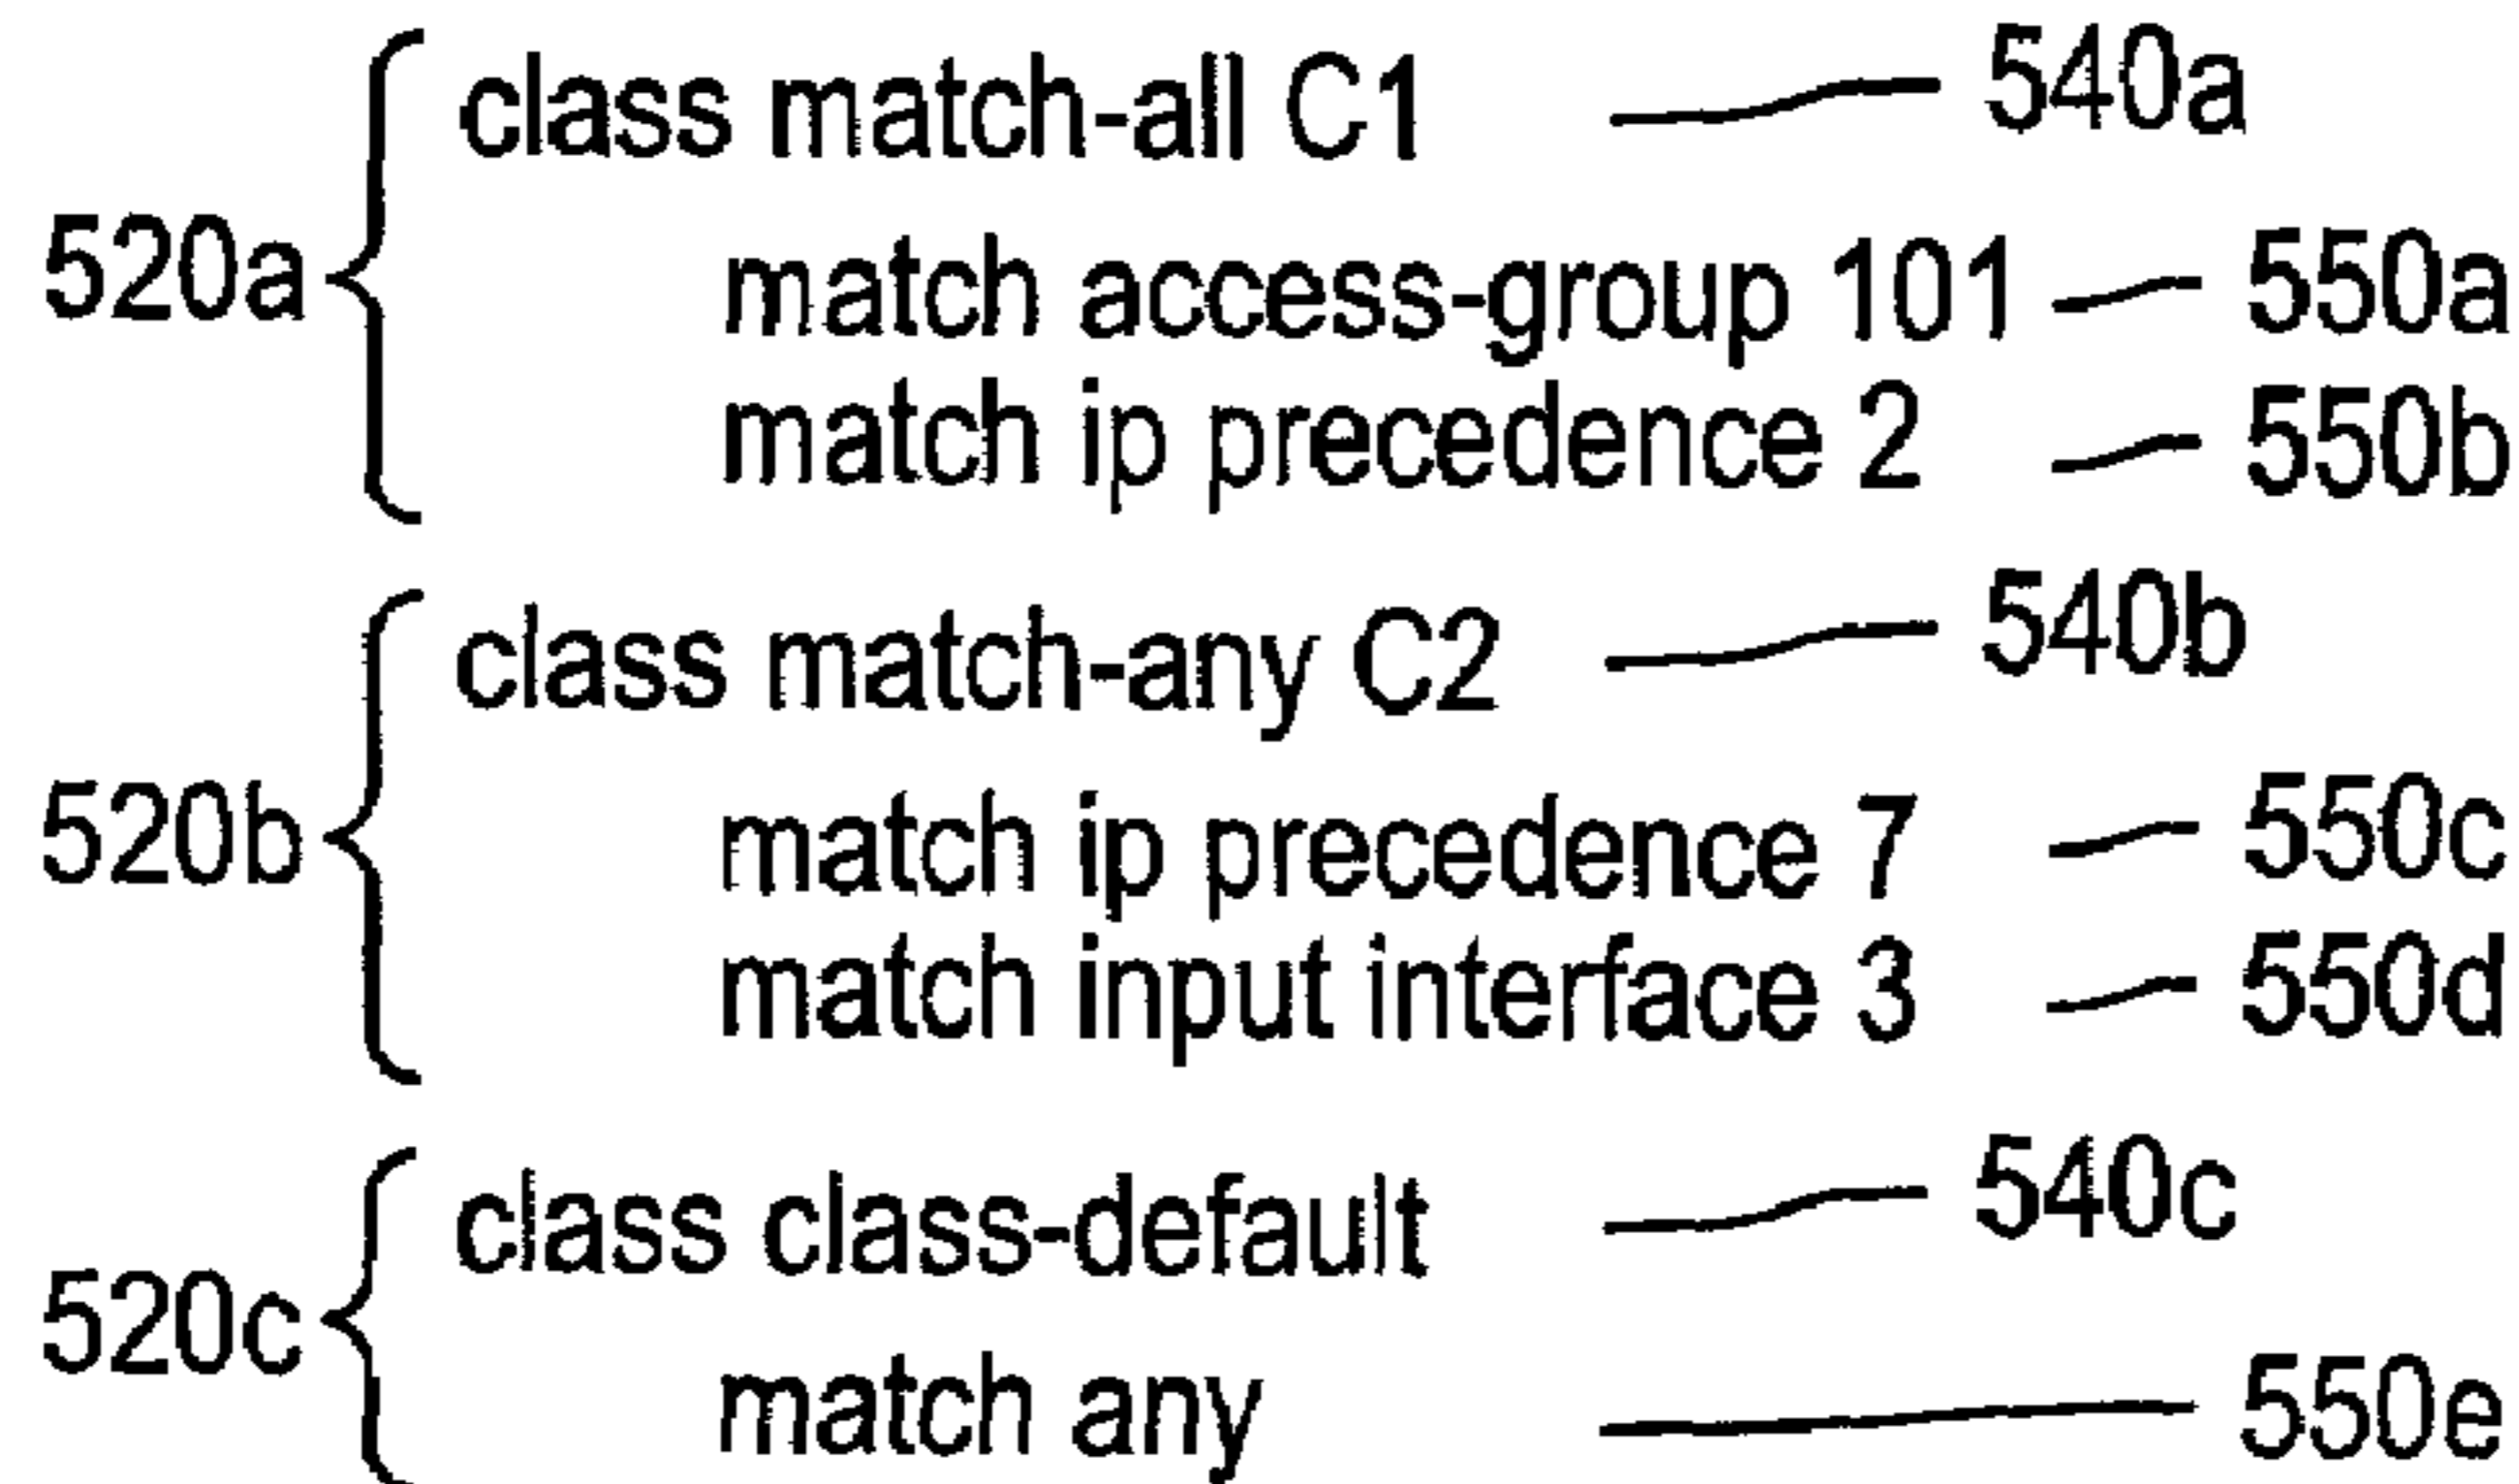 class match-all C1 540a
520a match access-group 101 550a
match ip precedence 2 550b
class match-any C2 540b
520b match ip precedence 7 550c
match input interface 3 550d
class class-default 540c
520c match any 550e